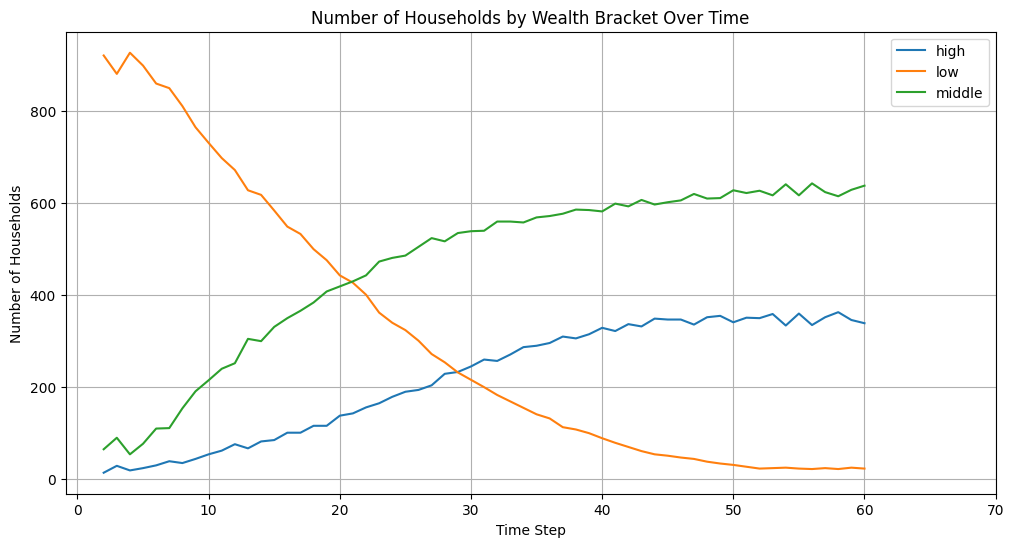 Number of Households by Wealth Bracket Over Time
high
low
middle
Number of Households
800
600
400
200
0
0 10 20 30 40 50 60 70
Time Step